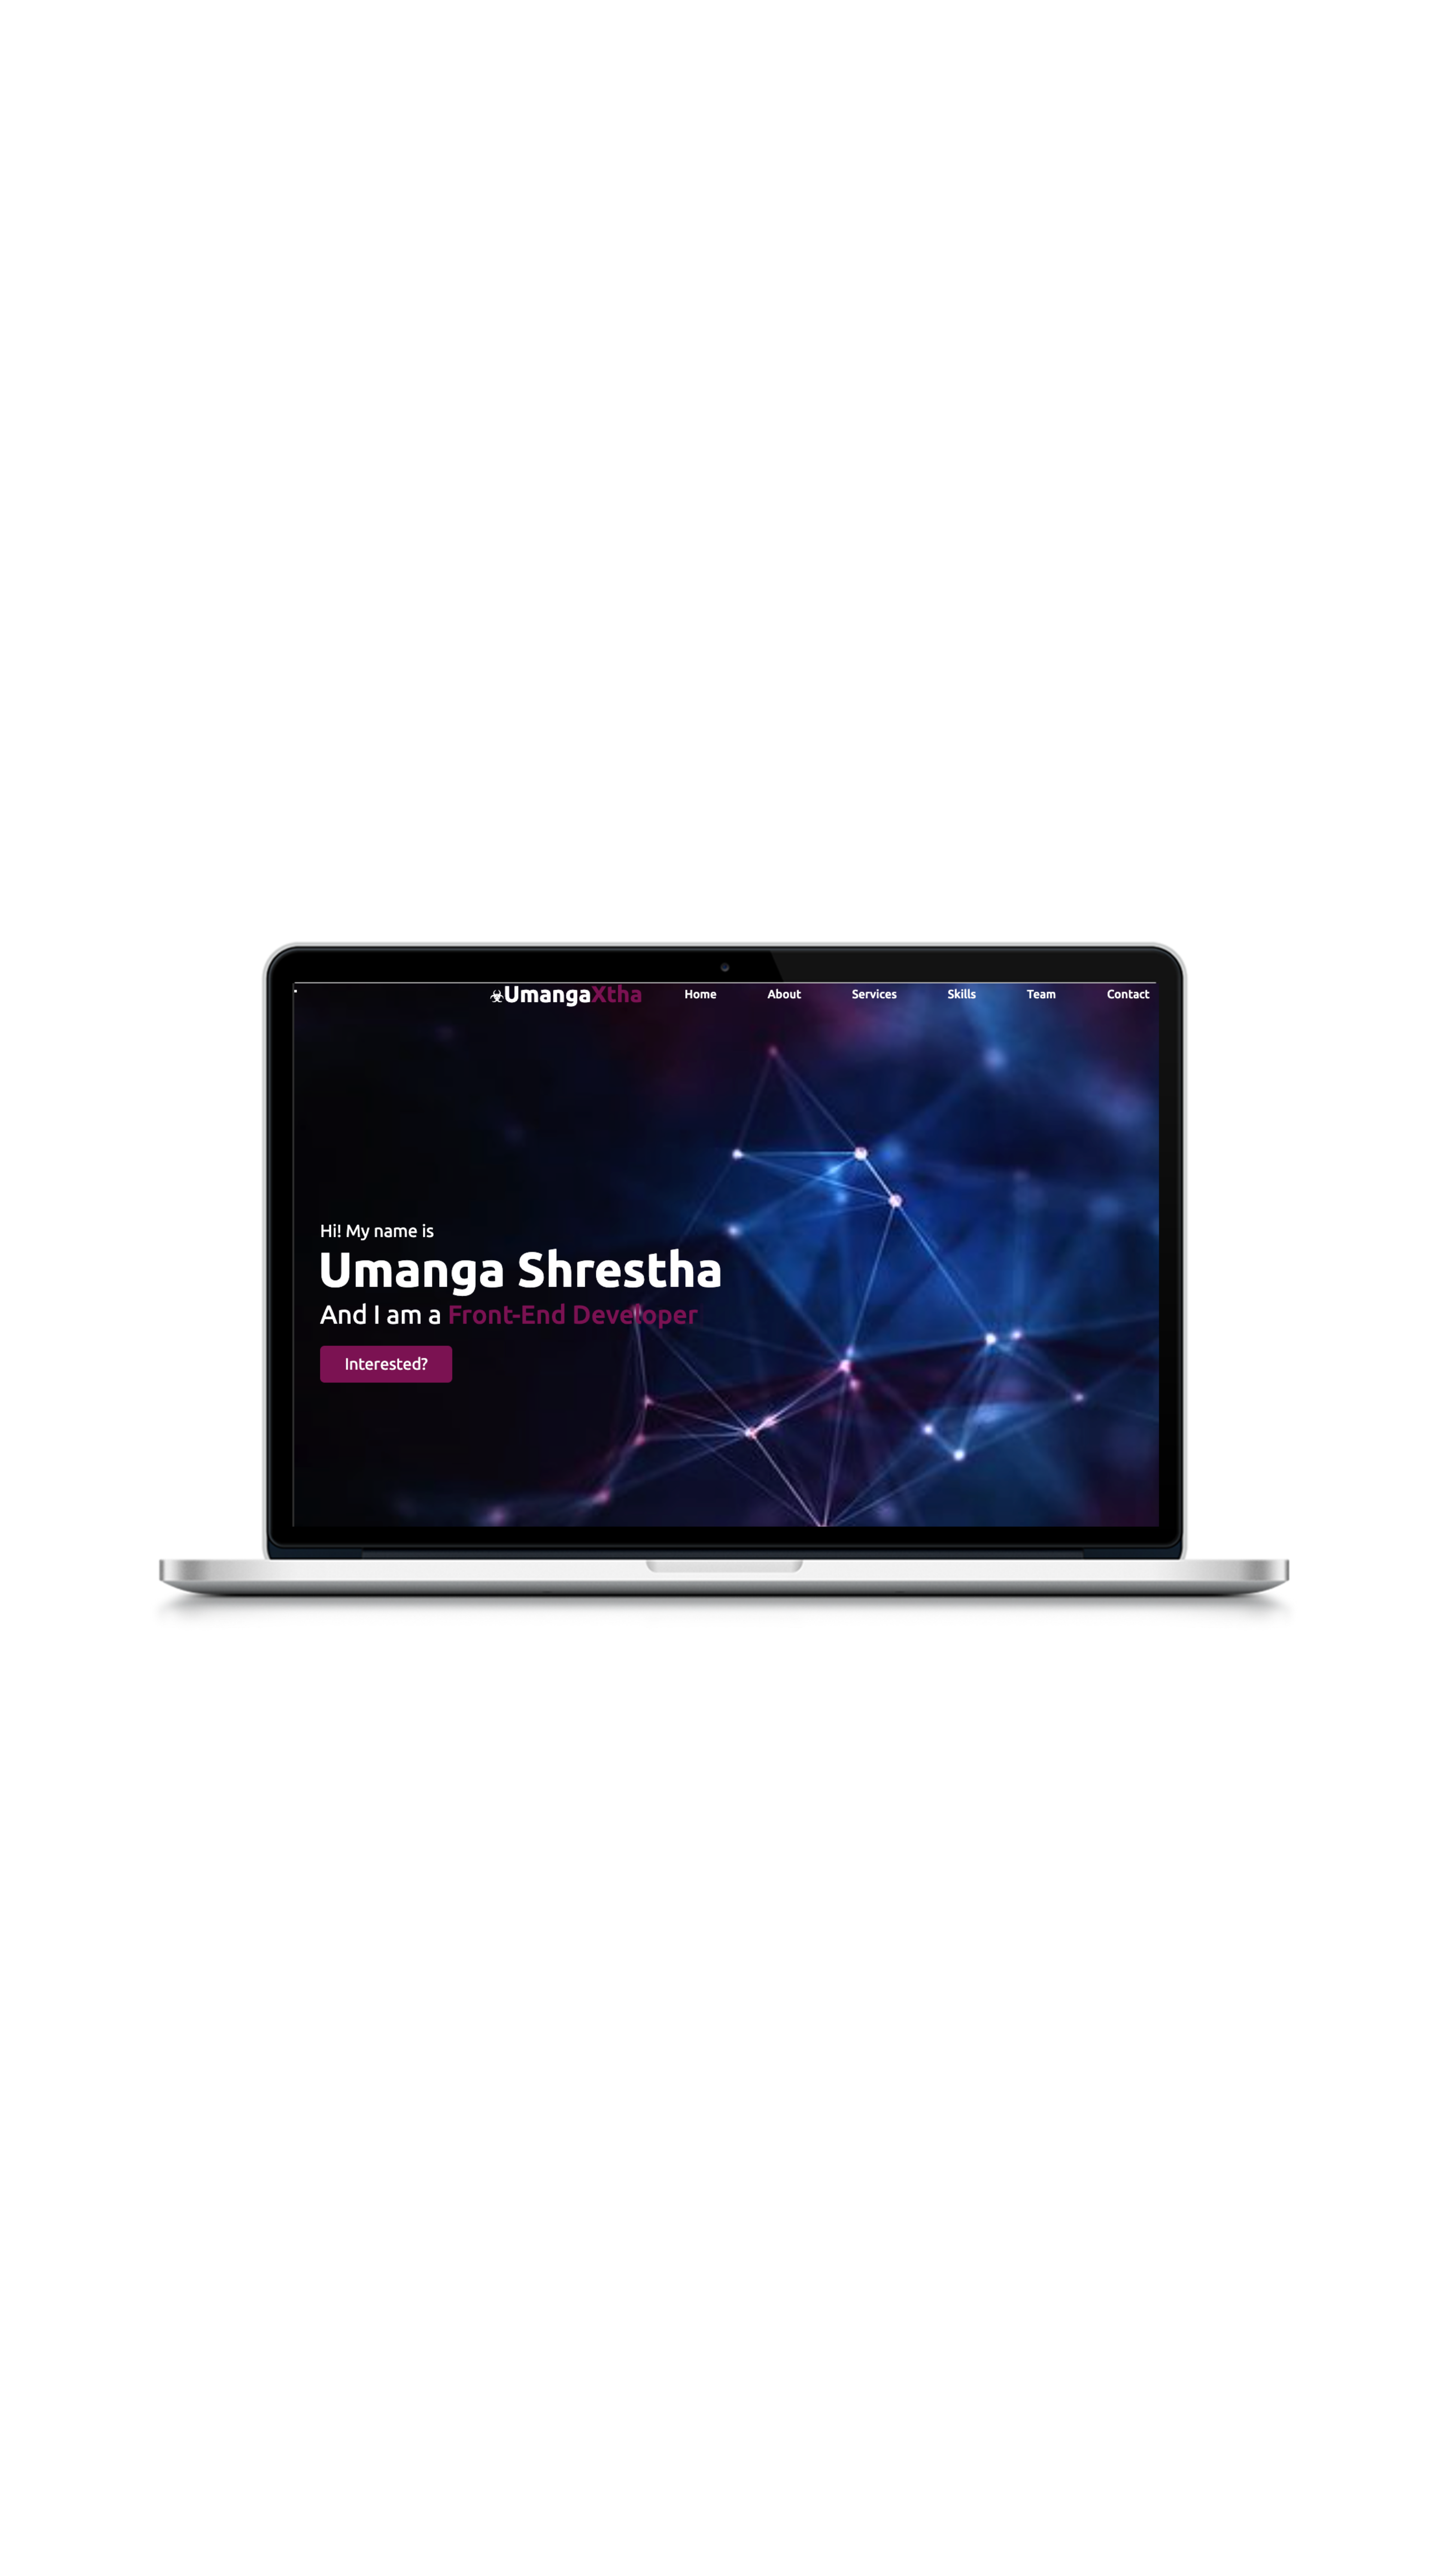 UmangaXtha Home About Services Skills Team Contact
Hi! My name is
Umanga Shrestha
And I am a Front-End Developer
Interested?